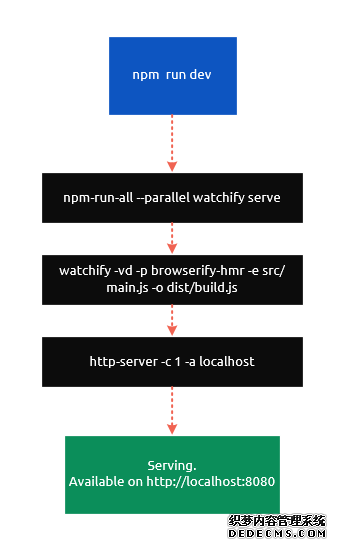 npm run dev
npm-run-all --parallel watchify serve
watchify -vd -p browserify-hmr -e src/
main.js -o dist/build.js
http-server -c 1 -a localhost
Serving.
Available on http://localhost:8080
织梦内容管理系统
DEDECMS.COM